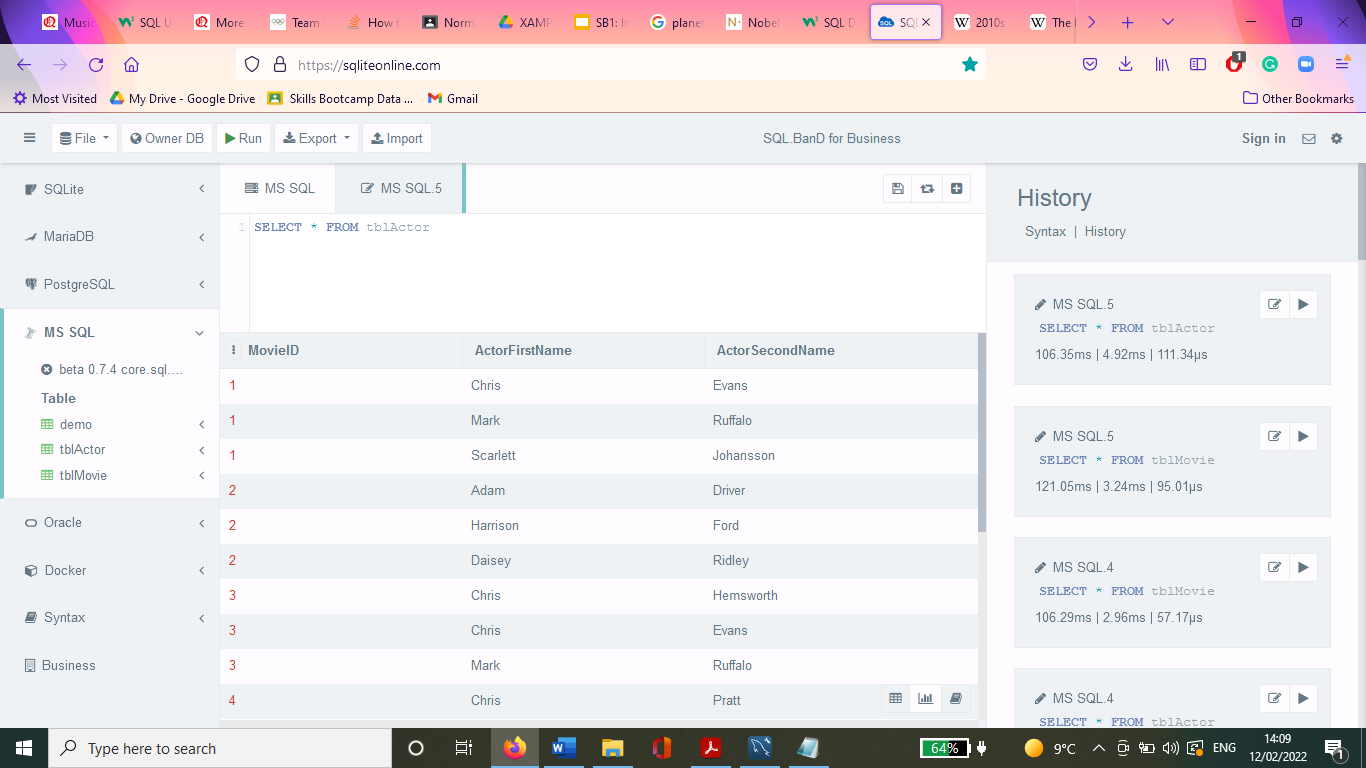 Music
SQL U
More
Team
How t
Norm
XAMP
SB1: I
planet
Nobel
SQL D
SQL
2010s
The
https://sqliteonline.com
1
Most Visited
My Drive - Google Drive
Skills Bootcamp Data ...
Gmail
Other Bookmarks
File
Owner DB
Run
Export
Import
SQL.BanD for Business
Sign in
SQLite
MariaDB
PostgreSQL
MS SQL
beta 0.7.4 core.sql....
Table
demo
tblActor
tblMovie
Oracle
Docker
Syntax
Business
MS SQL
MS SQL.5
1 SELECT * FROM tblActor
MovieID ActorFirstName ActorSecondName
1 Chris Evans
1 Mark Ruffalo
1 Scarlett Johansson
2 Adam Driver
2 Harrison Ford
2 Daisey Ridley
3 Chris Hemsworth
3 Chris Evans
3 Mark Ruffalo
4 Chris Pratt
History
Syntax | History
MS SQL.5
SELECT * FROM tblActor
106.35ms | 4.92ms | 111.34µs
MS SQL.5
SELECT * FROM tblMovie
121.05ms | 3.24ms | 95.01µs
MS SQL.4
SELECT * FROM tblMovie
106.29ms | 2.96ms | 57.17µs
MS SQL.4
SELECT * FROM tblActor
Type here to search
64%
9°C
ENG
14:09
12/02/2022
1